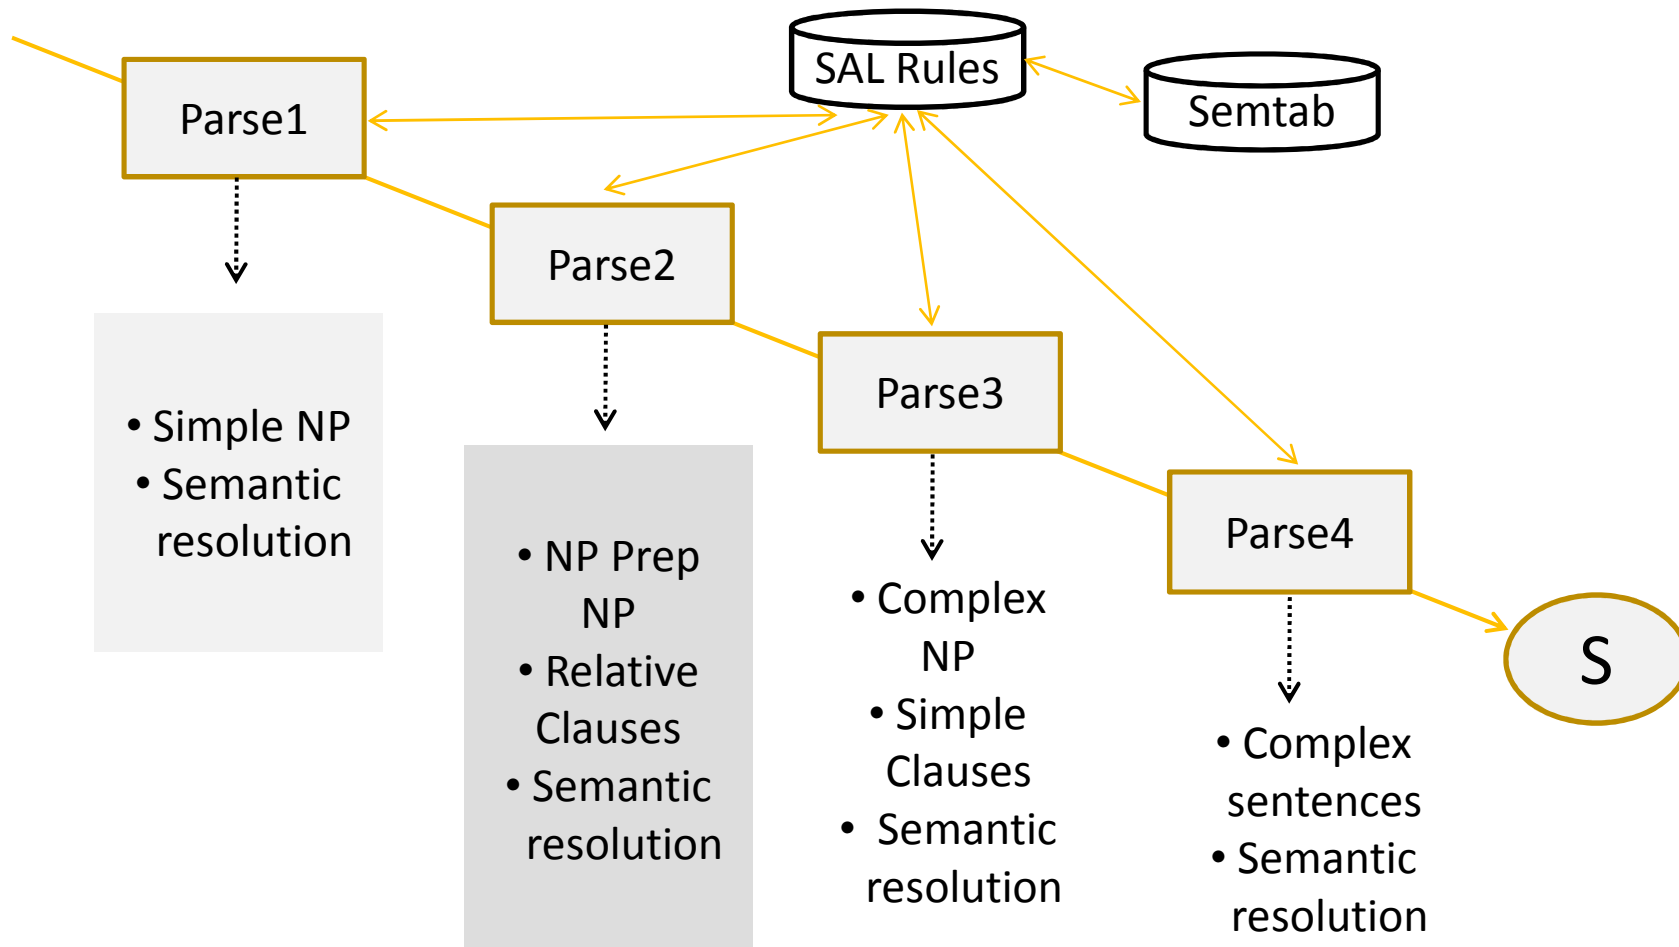 SAL Rules
Semtab
Parse1
Parse2
Parse3
Parse4
S
• Simple NP
• Semantic
resolution
• NP Prep
NP
• Relative
Clauses
• Semantic
resolution
• Complex
NP
• Simple
Clauses
• Semantic
resolution
• Complex
sentences
• Semantic
resolution